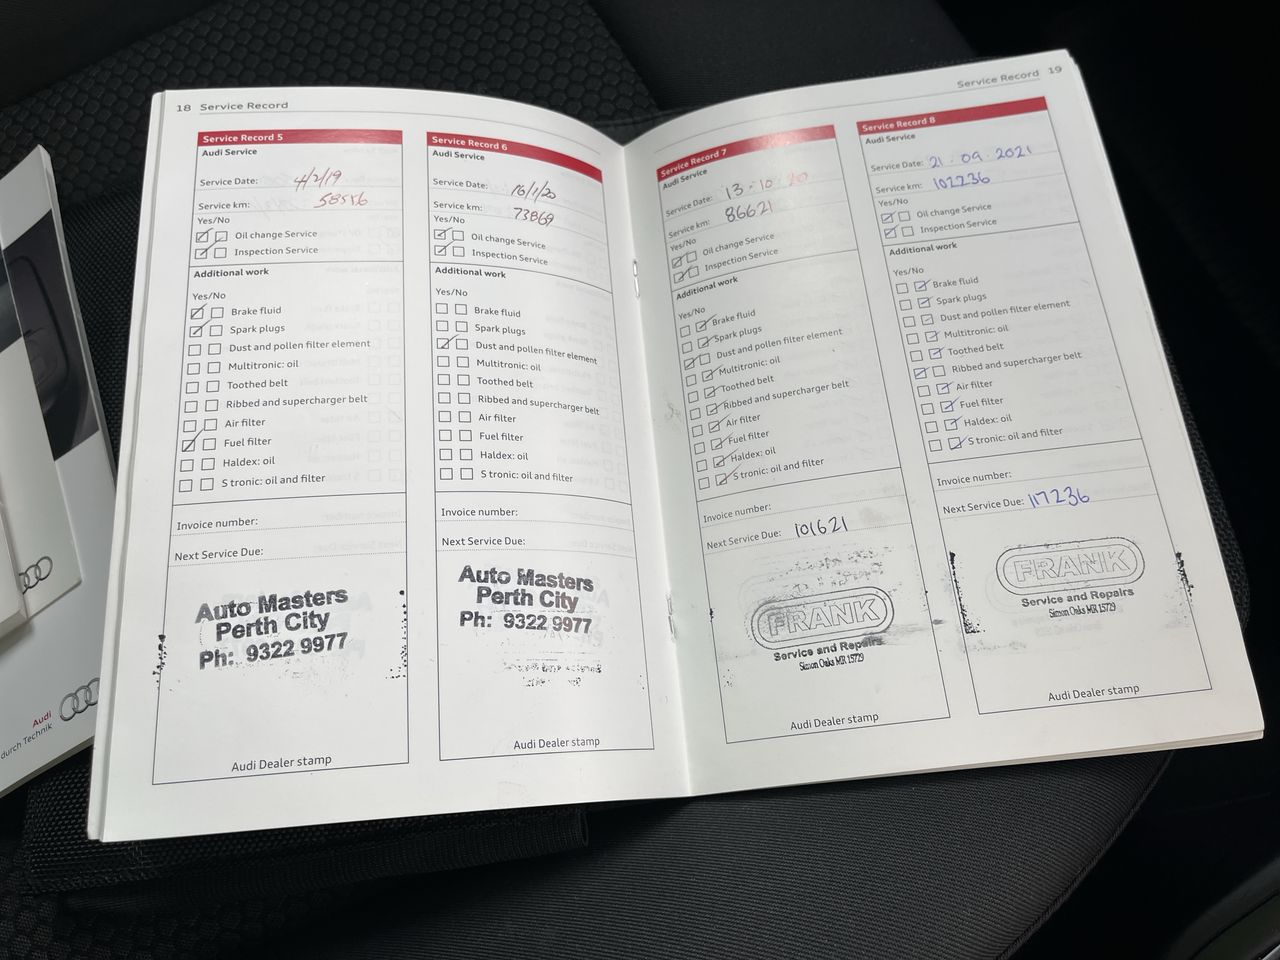 18 Service Record
Service Record 5
Audi Service
Service Date: 4/2/19
Service km: 58556
Yes/No
Oil change Service
Inspection Service
Additional work
Yes/No
Brake fluid
Spark plugs
Dust and pollen filter element
Multitronic: oil
Toothed belt
Ribbed and supercharger belt
Air filter
Fuel filter
Haldex: oil
S tronic: oil and filter
Invoice number:
Next Service Due:
Auto Masters
Perth City
Ph: 9322 9977
Audi Dealer stamp
Service Record 6
Audi Service
Service Date: 16/1/20
Service km: 73869
Yes/No
Oil change Service
Inspection Service
Additional work
Yes/No
Brake fluid
Spark plugs
Dust and pollen filter element
Multitronic: oil
Toothed belt
Ribbed and supercharger belt
Air filter
Fuel filter
Haldex: oil
S tronic: oil and filter
Invoice number:
Next Service Due:
Auto Masters
Perth City
Ph: 9322 9977
Audi Dealer stamp
Service Record 19
Service Record 7
Audi Service
Service Date: 13-10 20
Service km: 86621
Yes/No
Oil change Service
Inspection Service
Additional work
Yes/No
Brake fluid
Spark plugs
Dust and pollen filter element
Multitronic: oil
Toothed belt
Ribbed and supercharger belt
Air filter
Fuel filter
Haldex: oil
S tronic: oil and filter
Invoice number:
Next Service Due: 101621
FRANK
Service and Repairs
Simon Oaks MR 15729
Audi Dealer stamp
Service Record 8
Audi Service
Service Date: 21.09.2021
Service km: 102236
Yes/No
Oil change Service
Inspection Service
Additional work
Yes/No
Brake fluid
Spark plugs
Dust and pollen filter element
Multitronic: oil
Toothed belt
Ribbed and supercharger belt
Air filter
Fuel filter
Haldex: oil
S tronic: oil and filter
Invoice number:
Next Service Due: 117236
FRANK
Service and Repairs
Simon Oaks MR 15729
Audi Dealer stamp
Audi
durch Technik